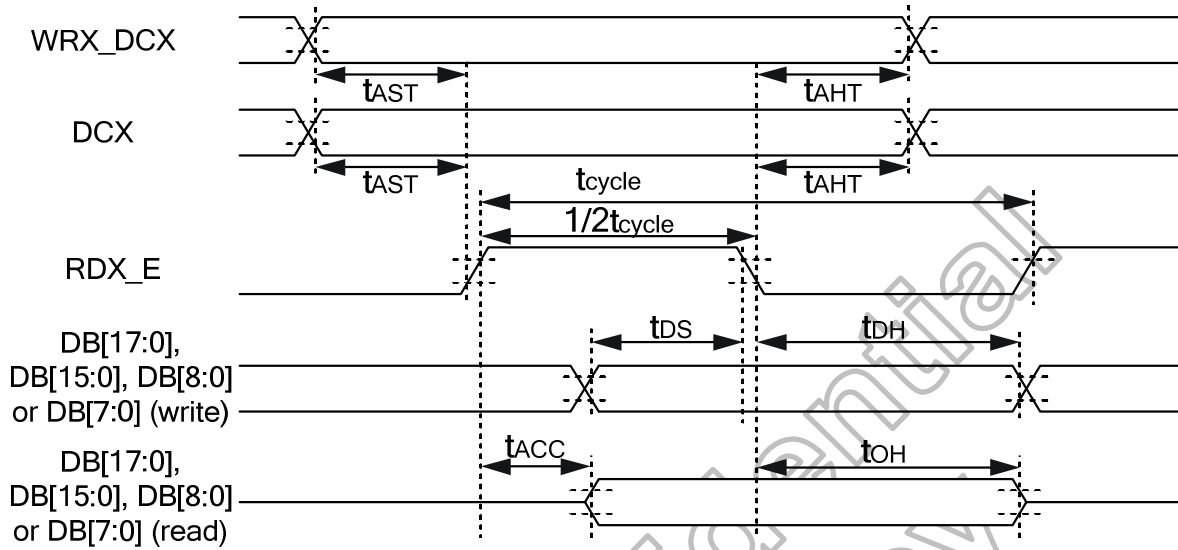 WRX_DCX
tAST
tAHT
DCX
tAST
tAHT
tcycle
1/2tcycle
RDX_E
tDS
tDH
DB[17:0],
DB[15:0], DB[8:0]
or DB[7:0] (write)
tACC
tOH
DB[17:0],
DB[15:0], DB[8:0]
or DB[7:0] (read)